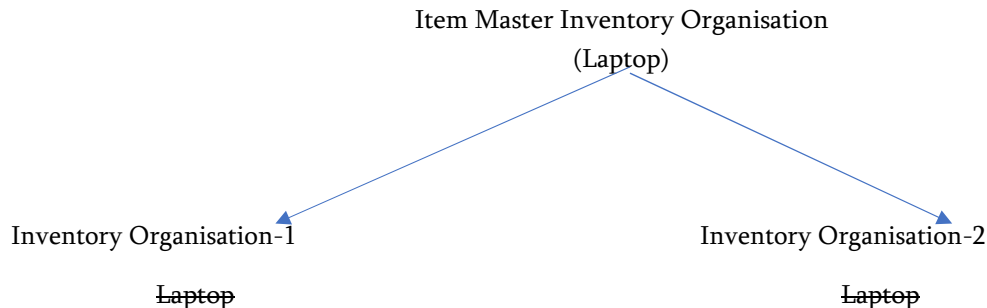 Item Master Inventory Organisation
(Laptop)
Inventory Organisation-1
Inventory Organisation-2
Laptop
Laptop